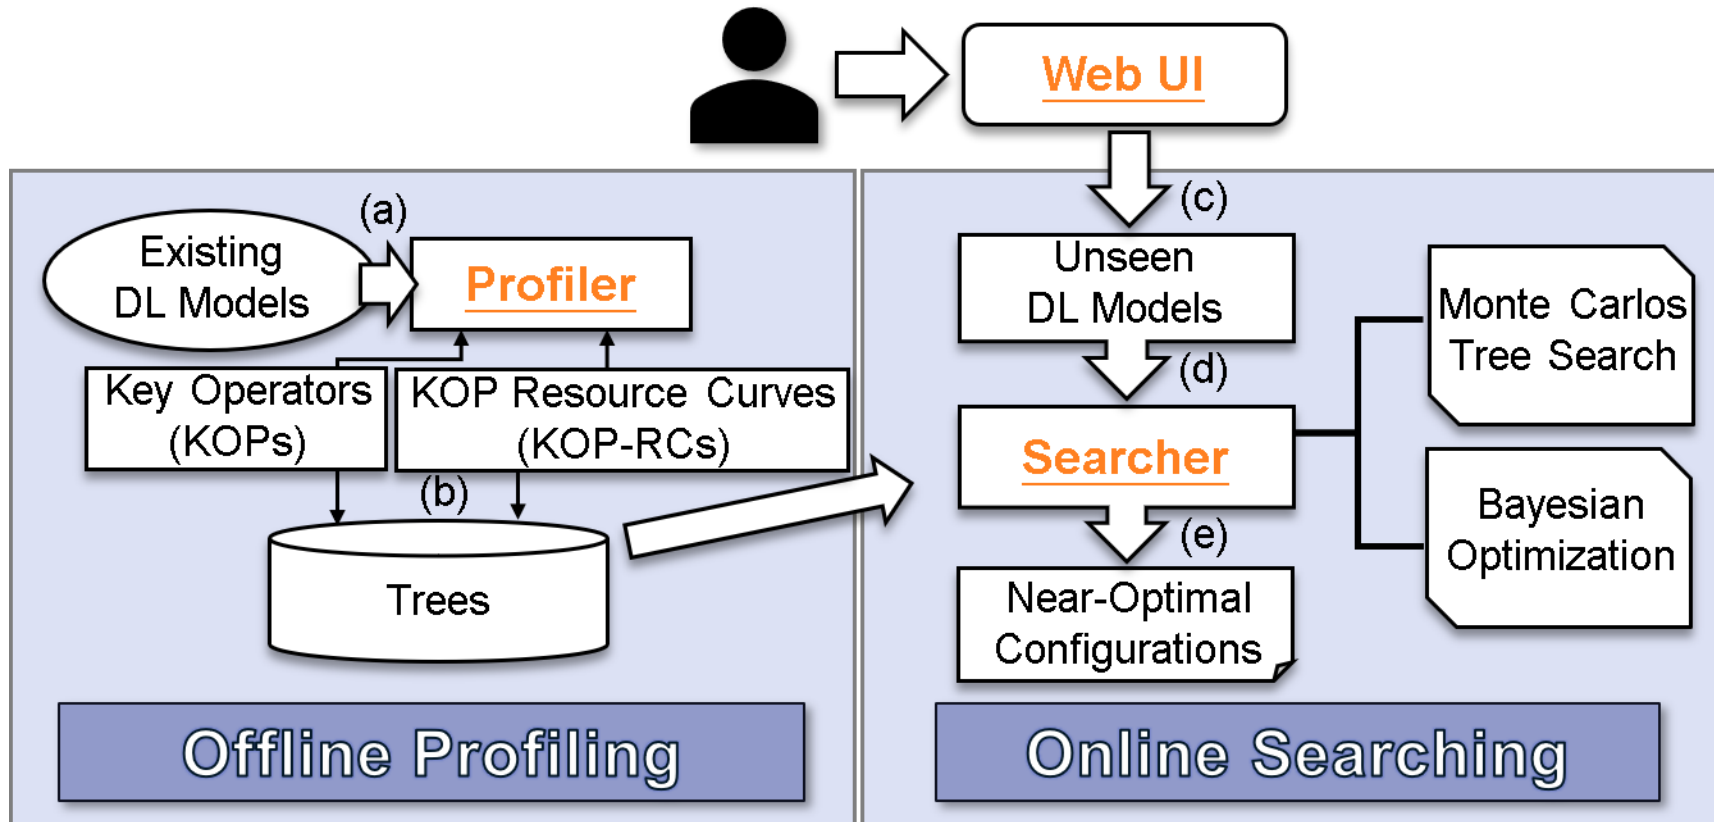 Web UI
(a)
Existing
DL Models
Profiler
Key Operators
(KOPs)
KOP Resource Curves
(KOP-RCs)
(b)
Trees
Offline Profiling
(c)
Unseen
DL Models
(d)
Searcher
(e)
Near-Optimal
Configurations
Monte Carlos
Tree Search
Bayesian
Optimization
Online Searching